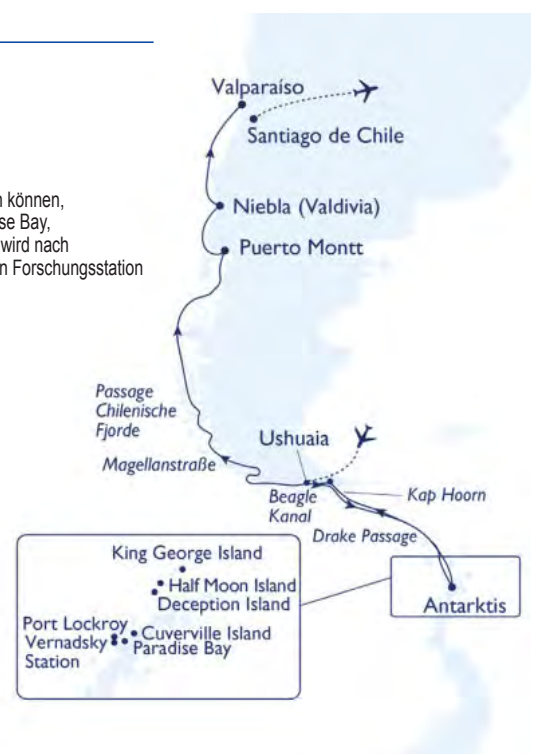 Valparaíso
Santiago de Chile
können,
se Bay,
wird nach
n Forschungsstation
Niebla (Valdivia)
Puerto Montt
Passage
Chilenische
Fjorde
Magellanstraße
Ushuaia
Beagle
Kanal
Kap Hoorn
Drake Passage
King George Island
Half Moon Island
Deception Island
Port Lockroy
Vernadsky
Station
Cuverville Island
Paradise Bay
Antarktis